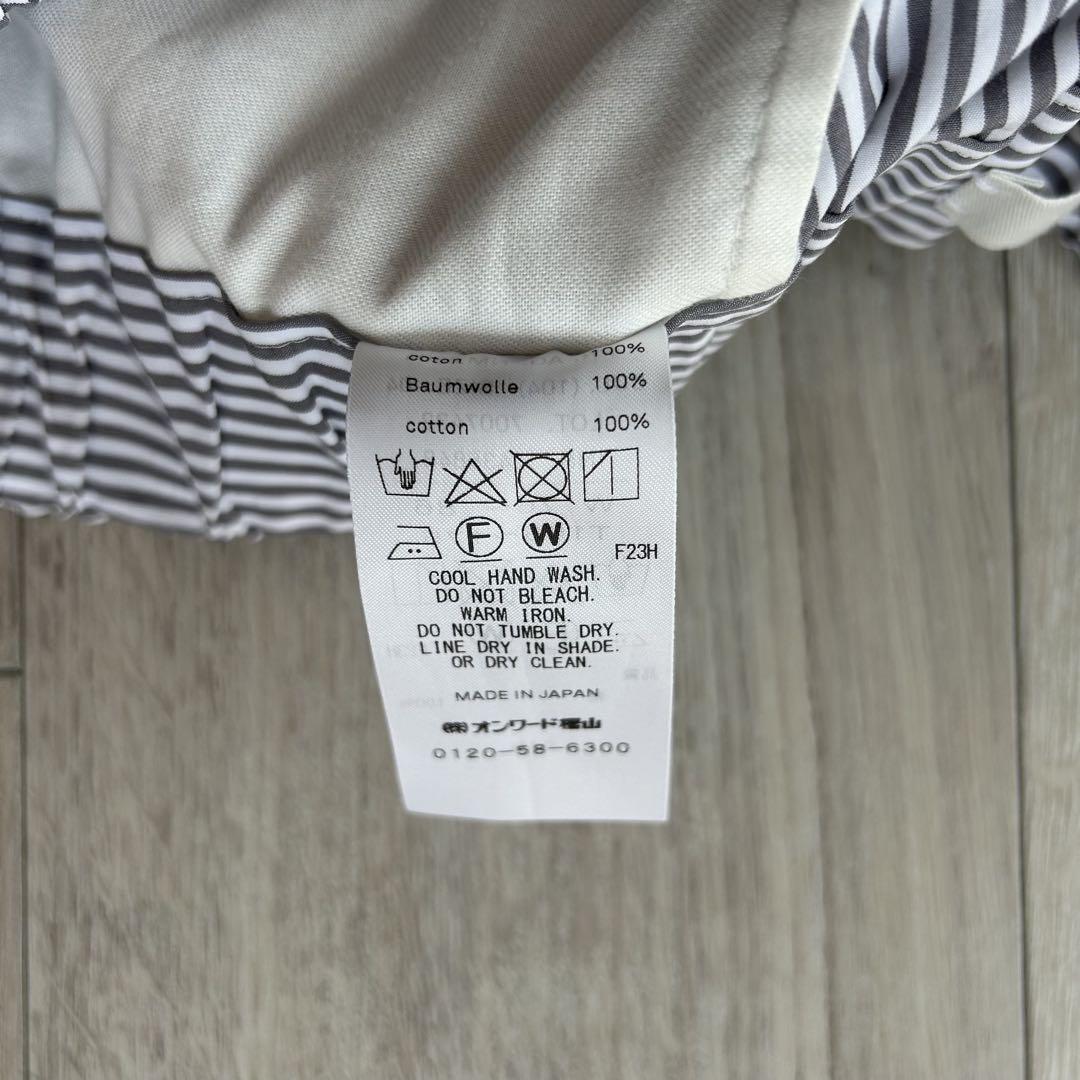 coton 100%
Baumwolle 100%
cotton 100%
F W F23H
COOL HAND WASH.
DO NOT BLEACH.
WARM IRON.
DO NOT TUMBLE DRY.
LINE DRY IN SHADE.
OR DRY CLEAN.
MADE IN JAPAN
㈱オンワード樫山
0120-58-6300